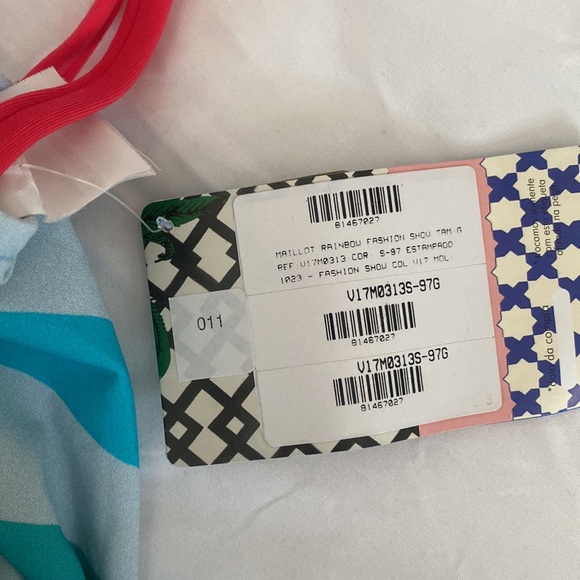 81467027
MAILLOT RAINBOW FASHION SHOW TAM:G
REF V17M0313 COR S-97 ESTAMPADO
1023 - FASHION SHOW COL V17 MOL
V17M0313S-97G
81467027
V17M0313S-97G
81467027
011